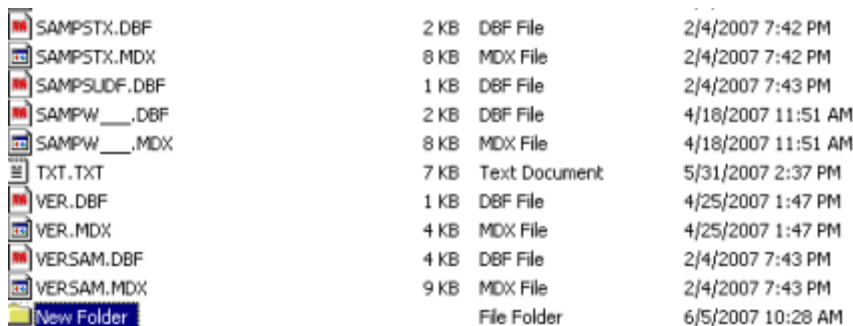 SAMPSTX.DBF 2 KB DBF File 2/4/2007 7:42 PM
SAMPSTX.MDX 8 KB MDX File 2/4/2007 7:42 PM
SAMPSUDF.DBF 1 KB DBF File 2/4/2007 7:43 PM
SAMPW___.DBF 2 KB DBF File 4/18/2007 11:51 AM
SAMPW___.MDX 8 KB MDX File 4/18/2007 11:51 AM
TXT.TXT 7 KB Text Document 5/31/2007 2:37 PM
VER.DBF 1 KB DBF File 4/25/2007 1:47 PM
VER.MDX 4 KB MDX File 4/25/2007 1:47 PM
VERSAM.DBF 4 KB DBF File 2/4/2007 7:43 PM
VERSAM.MDX 9 KB MDX File 2/4/2007 7:43 PM
New Folder File Folder 6/5/2007 10:28 AM